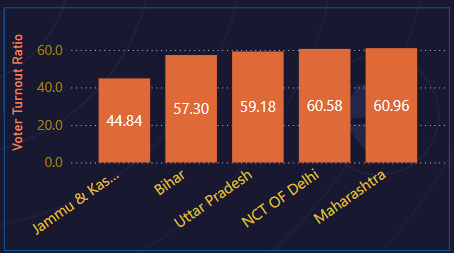 Voter Turnout Ratio
60.0
40.0
20.0
0.0
44.84
57.30
59.18
60.58
60.96
Jammu & Kas...
Bihar
Uttar Pradesh
NCT OF Delhi
Maharashtra